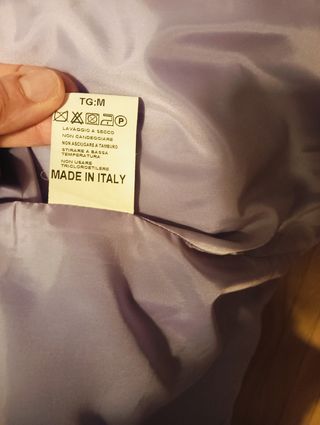 TG:M
P
LAVAGGIO A SECCO
NON CANDEGGIARE
NON ASCIUGARE A TAMBURO
STIRARE A BASSA
TEMPERATURA
NON USARE
TRICLOROETILENE
MADE IN ITALY